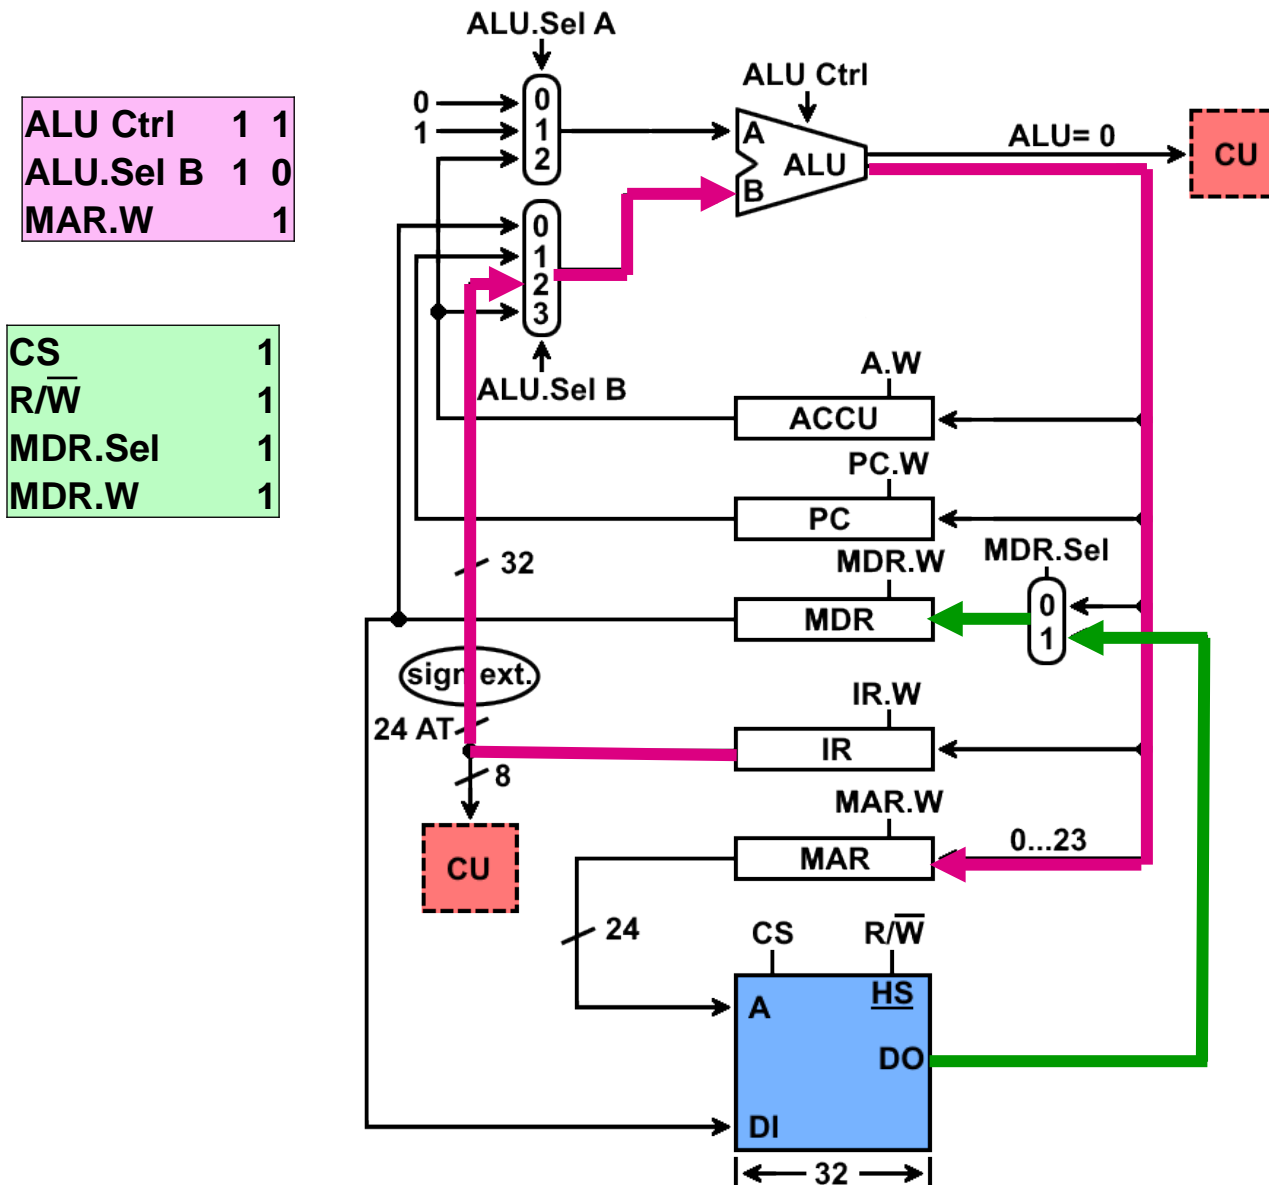 ALU.Sel A
ALU Ctrl
ALU Ctrl 1 1
ALU.Sel B 1 0
MAR.W 1
0
1
0
1
2
A
B
ALU
ALU= 0
CU
0
1
2
3
ALU.Sel B
CS 1
R/W̅ 1
MDR.Sel 1
MDR.W 1
A.W
ACCU
PC.W
PC
32
MDR.W
MDR.Sel
MDR
0
1
sign ext.
24 AT
IR.W
IR
8
MAR.W
MAR
0...23
CU
24
CS
R/W̅
A
HS
DO
DI
32